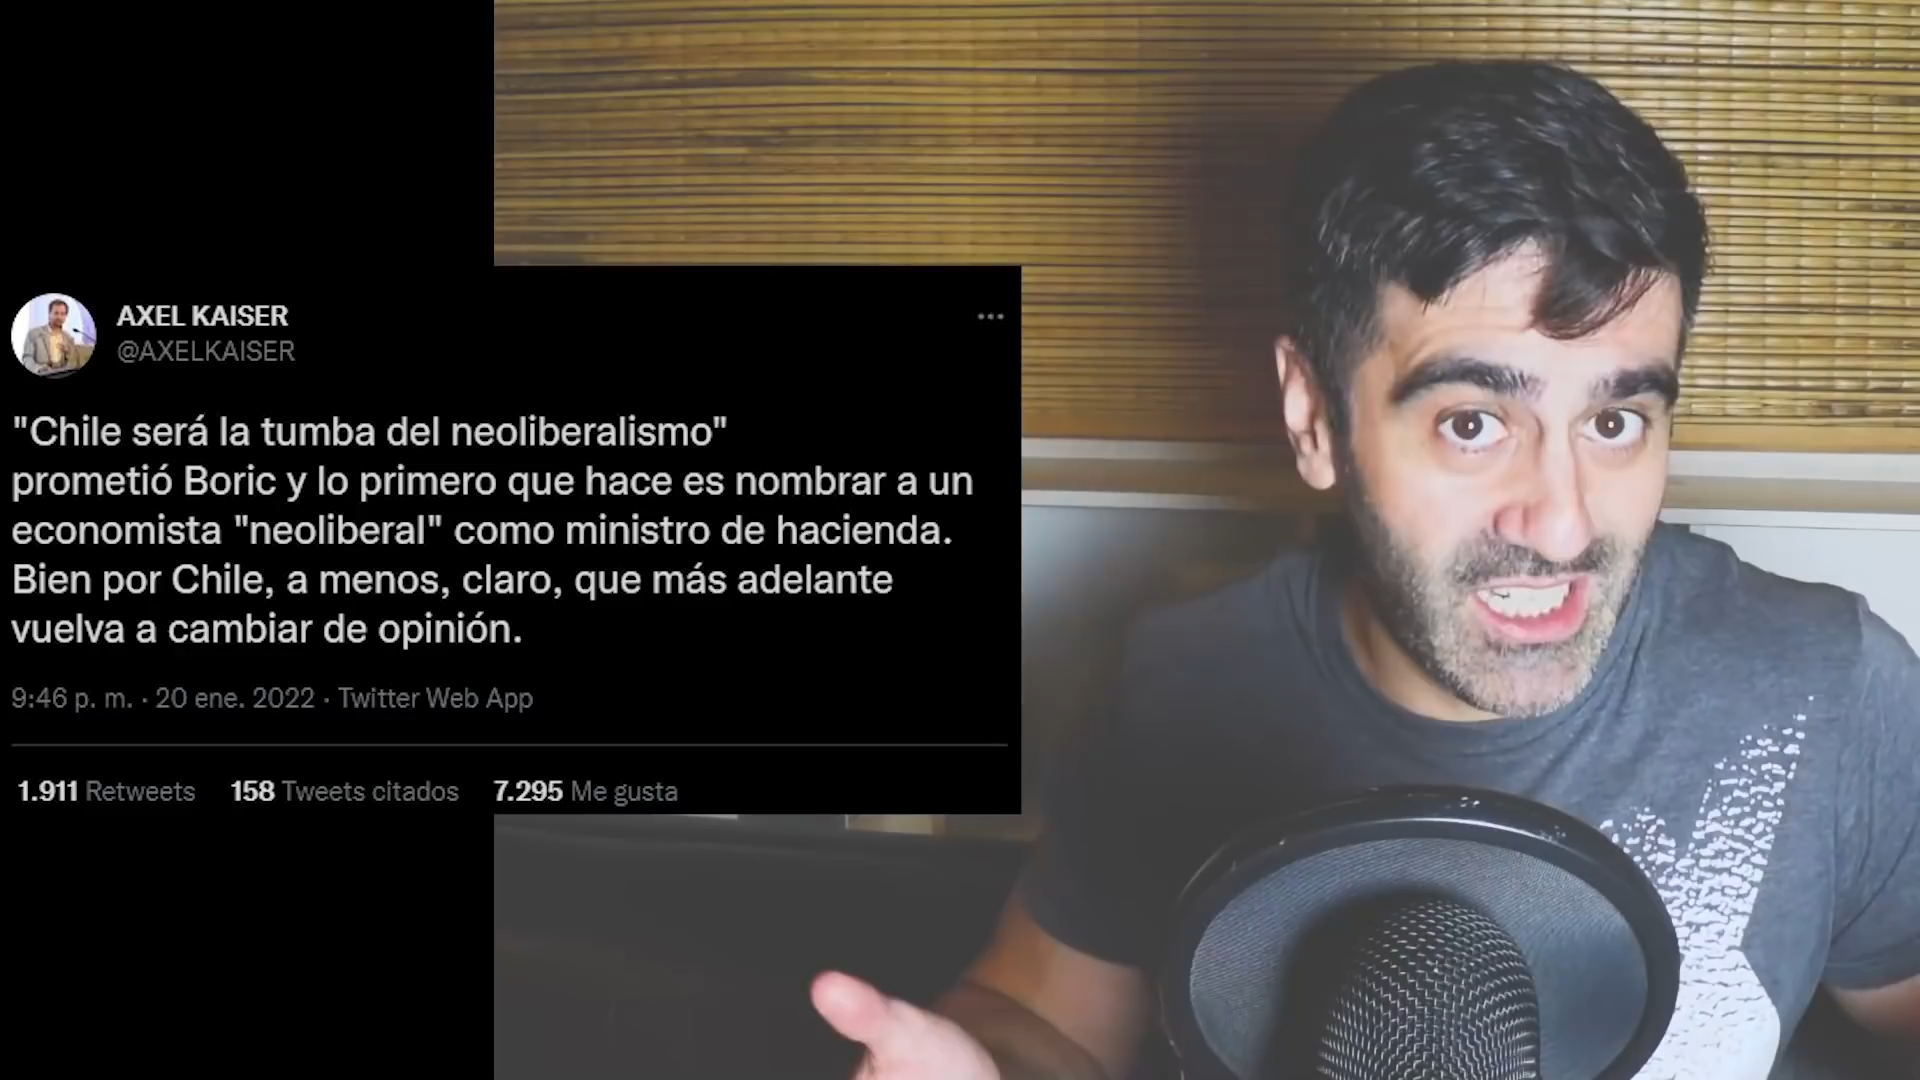 AXEL KAISER
@AXELKAISER
"Chile será la tumba del neoliberalismo"
prometió Boric y lo primero que hace es nombrar a un
economista "neoliberal" como ministro de hacienda.
Bien por Chile, a menos, claro, que más adelante
vuelva a cambiar de opinión.
9:46 p. m. · 20 ene. 2022 · Twitter Web App
1.911 Retweets 158 Tweets citados 7.295 Me gusta